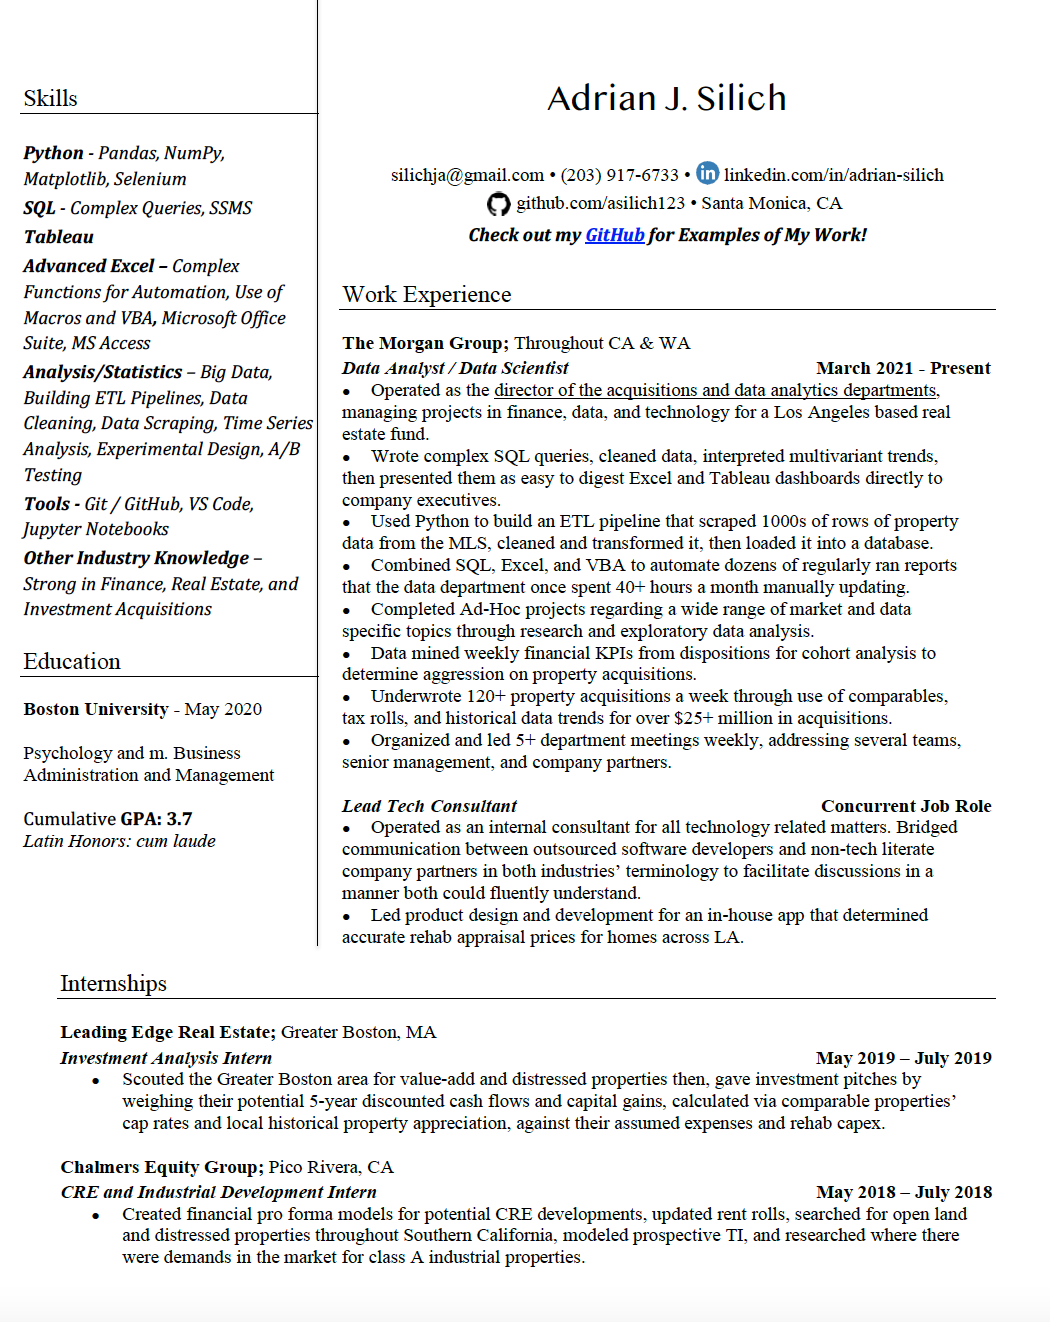 Skills
Python - Pandas, NumPy,
Matplotlib, Selenium
SQL - Complex Queries, SSMS
Tableau
Advanced Excel – Complex
Functions for Automation, Use of
Macros and VBA, Microsoft Office
Suite, MS Access
Analysis/Statistics – Big Data,
Building ETL Pipelines, Data
Cleaning, Data Scraping, Time Series
Analysis, Experimental Design, A/B
Testing
Tools - Git / GitHub, VS Code,
Jupyter Notebooks
Other Industry Knowledge –
Strong in Finance, Real Estate, and
Investment Acquisitions
Education
Boston University - May 2020
Psychology and m. Business
Administration and Management
Cumulative GPA: 3.7
Latin Honors: cum laude
Adrian J. Silich
silichja@gmail.com • (203) 917-6733 • in linkedin.com/in/adrian-silich
github.com/asilich123 • Santa Monica, CA
Check out my GitHub for Examples of My Work!
Work Experience
The Morgan Group; Throughout CA & WA
Data Analyst / Data Scientist March 2021 - Present
• Operated as the director of the acquisitions and data analytics departments,
managing projects in finance, data, and technology for a Los Angeles based real
estate fund.
• Wrote complex SQL queries, cleaned data, interpreted multivariant trends,
then presented them as easy to digest Excel and Tableau dashboards directly to
company executives.
• Used Python to build an ETL pipeline that scraped 1000s of rows of property
data from the MLS, cleaned and transformed it, then loaded it into a database.
• Combined SQL, Excel, and VBA to automate dozens of regularly ran reports
that the data department once spent 40+ hours a month manually updating.
• Completed Ad-Hoc projects regarding a wide range of market and data
specific topics through research and exploratory data analysis.
• Data mined weekly financial KPIs from dispositions for cohort analysis to
determine aggression on property acquisitions.
• Underwrote 120+ property acquisitions a week through use of comparables,
tax rolls, and historical data trends for over $25+ million in acquisitions.
• Organized and led 5+ department meetings weekly, addressing several teams,
senior management, and company partners.
Lead Tech Consultant Concurrent Job Role
• Operated as an internal consultant for all technology related matters. Bridged
communication between outsourced software developers and non-tech literate
company partners in both industries’ terminology to facilitate discussions in a
manner both could fluently understand.
• Led product design and development for an in-house app that determined
accurate rehab appraisal prices for homes across LA.
Internships
Leading Edge Real Estate; Greater Boston, MA
Investment Analysis Intern May 2019 – July 2019
• Scouted the Greater Boston area for value-add and distressed properties then, gave investment pitches by
weighing their potential 5-year discounted cash flows and capital gains, calculated via comparable properties’
cap rates and local historical property appreciation, against their assumed expenses and rehab capex.
Chalmers Equity Group; Pico Rivera, CA
CRE and Industrial Development Intern May 2018 – July 2018
• Created financial pro forma models for potential CRE developments, updated rent rolls, searched for open land
and distressed properties throughout Southern California, modeled prospective TI, and researched where there
were demands in the market for class A industrial properties.